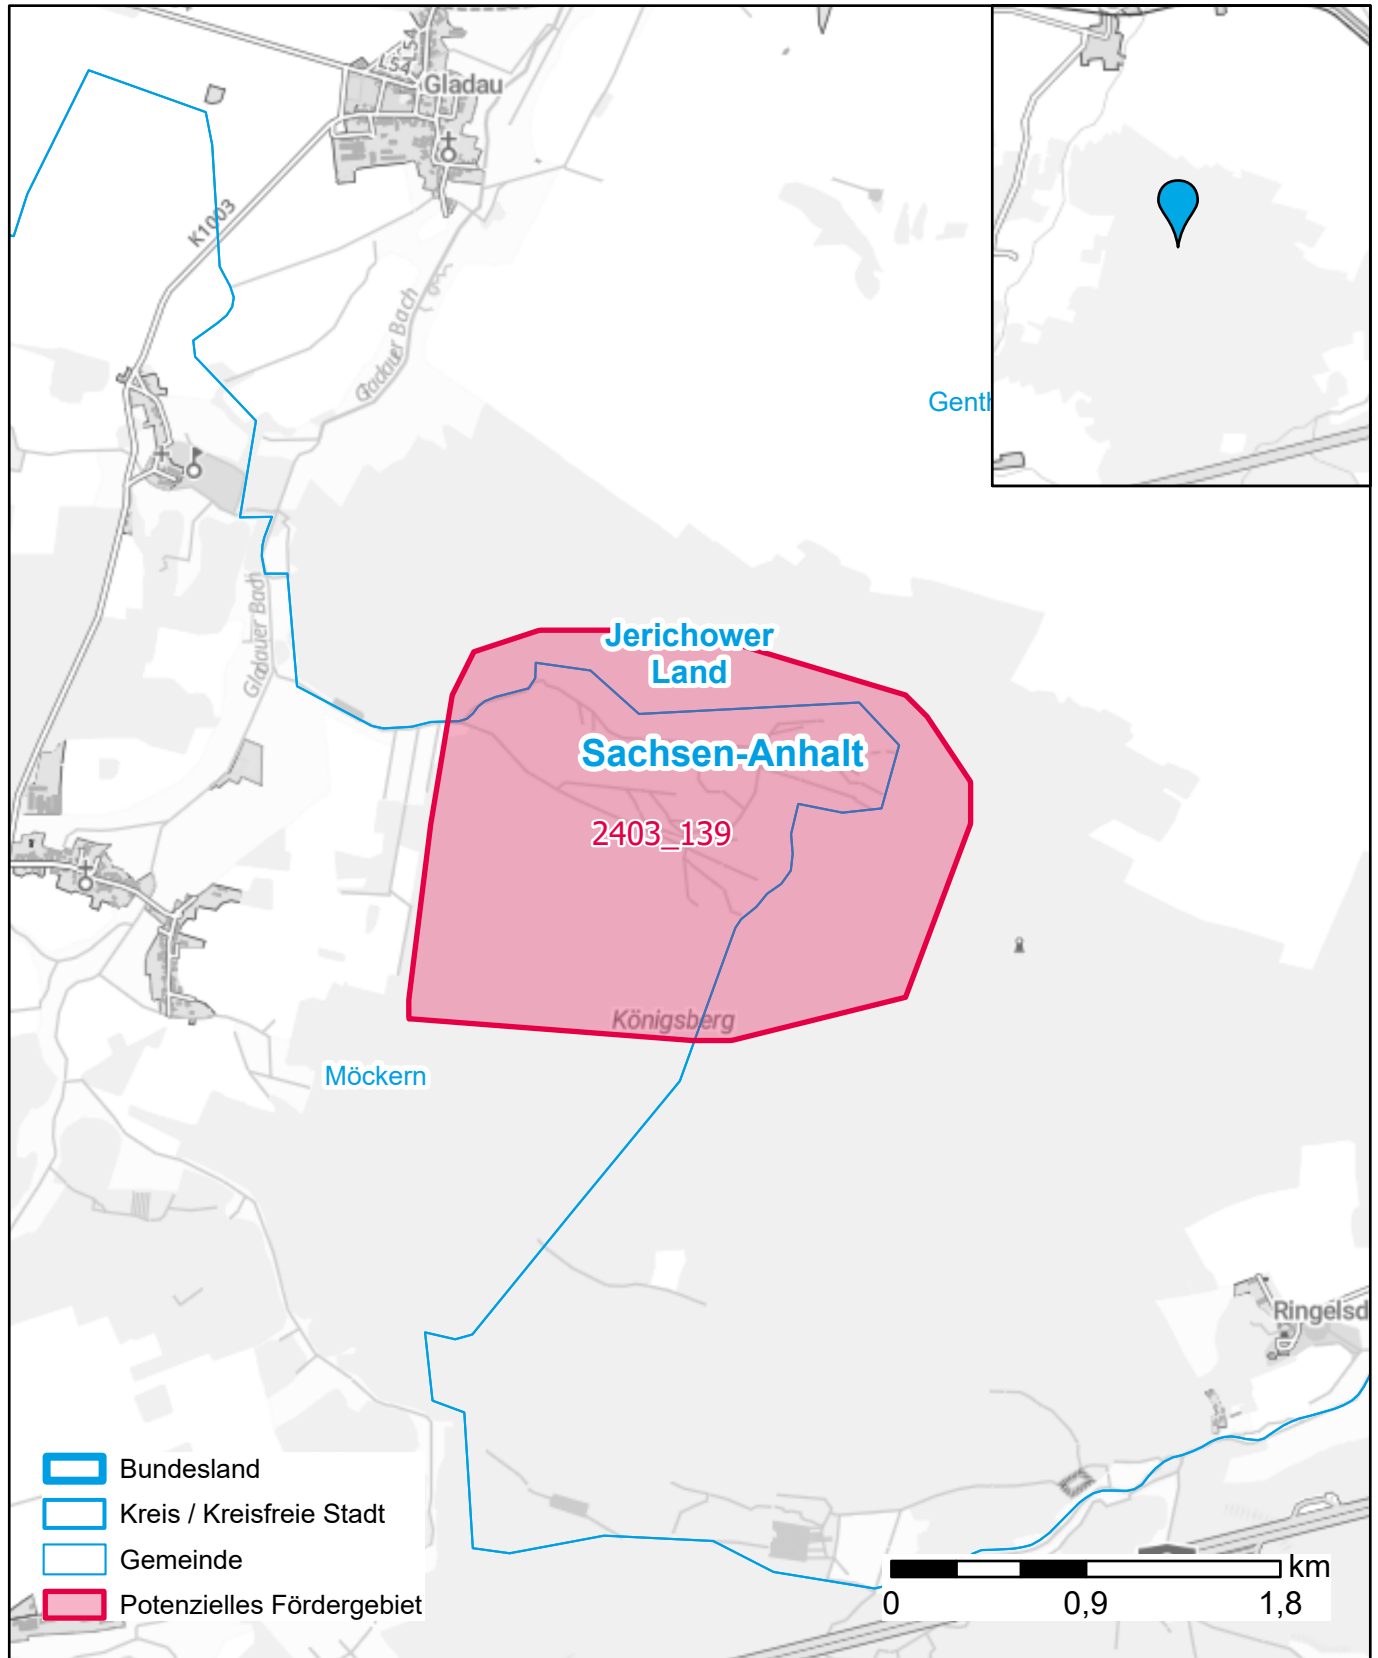 L54
L54
Gladau
K1003
Gladauer Bach
Genth
Gladauer Bach
Jerichower
Land
Sachsen-Anhalt
2403_139
Königsberg
Möckern
Ringelsd
Bundesland
Kreis / Kreisfreie Stadt
Gemeinde
Potenzielles Fördergebiet
km
0 0,9 1,8